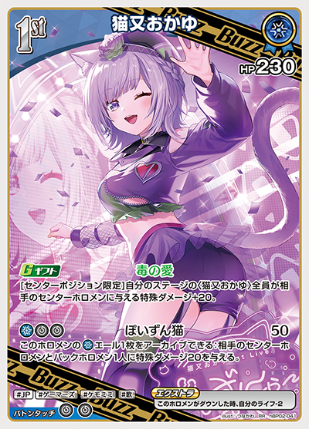 1st
猫又おかゆ
Buzz Buzz
HP230
Buzz
Gギフト 毒の愛
[センターポジション限定]自分のステージの〈猫又おかゆ〉全員が相
手のセンターホロメンに与える特殊ダメージ+20。
ぽいずん猫 50
このホロメンの エール1枚をアーカイブできる:相手のセンターホ
ロメンとバックホロメン1人に特殊ダメージ20を与える。
#JP #ゲーマーズ #ケモミミ #歌
エクストラ
このホロメンがダウンした時、自分のライフ-2
バトンタッチ
hBP02-041